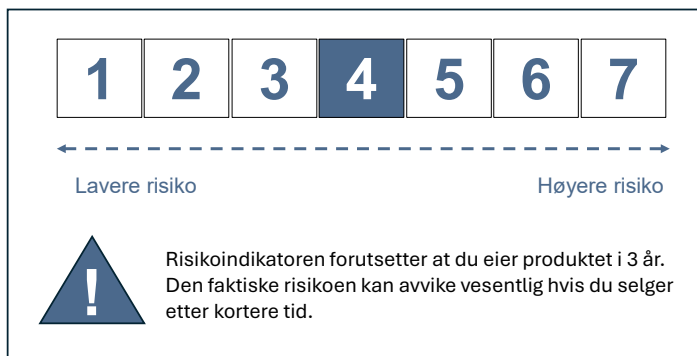 1 2 3 4 5 6 7
Lavere risiko Høyere risiko
! Risikoindikatoren forutsetter at du eier produktet i 3 år.
Den faktiske risikoen kan avvike vesentlig hvis du selger
etter kortere tid.